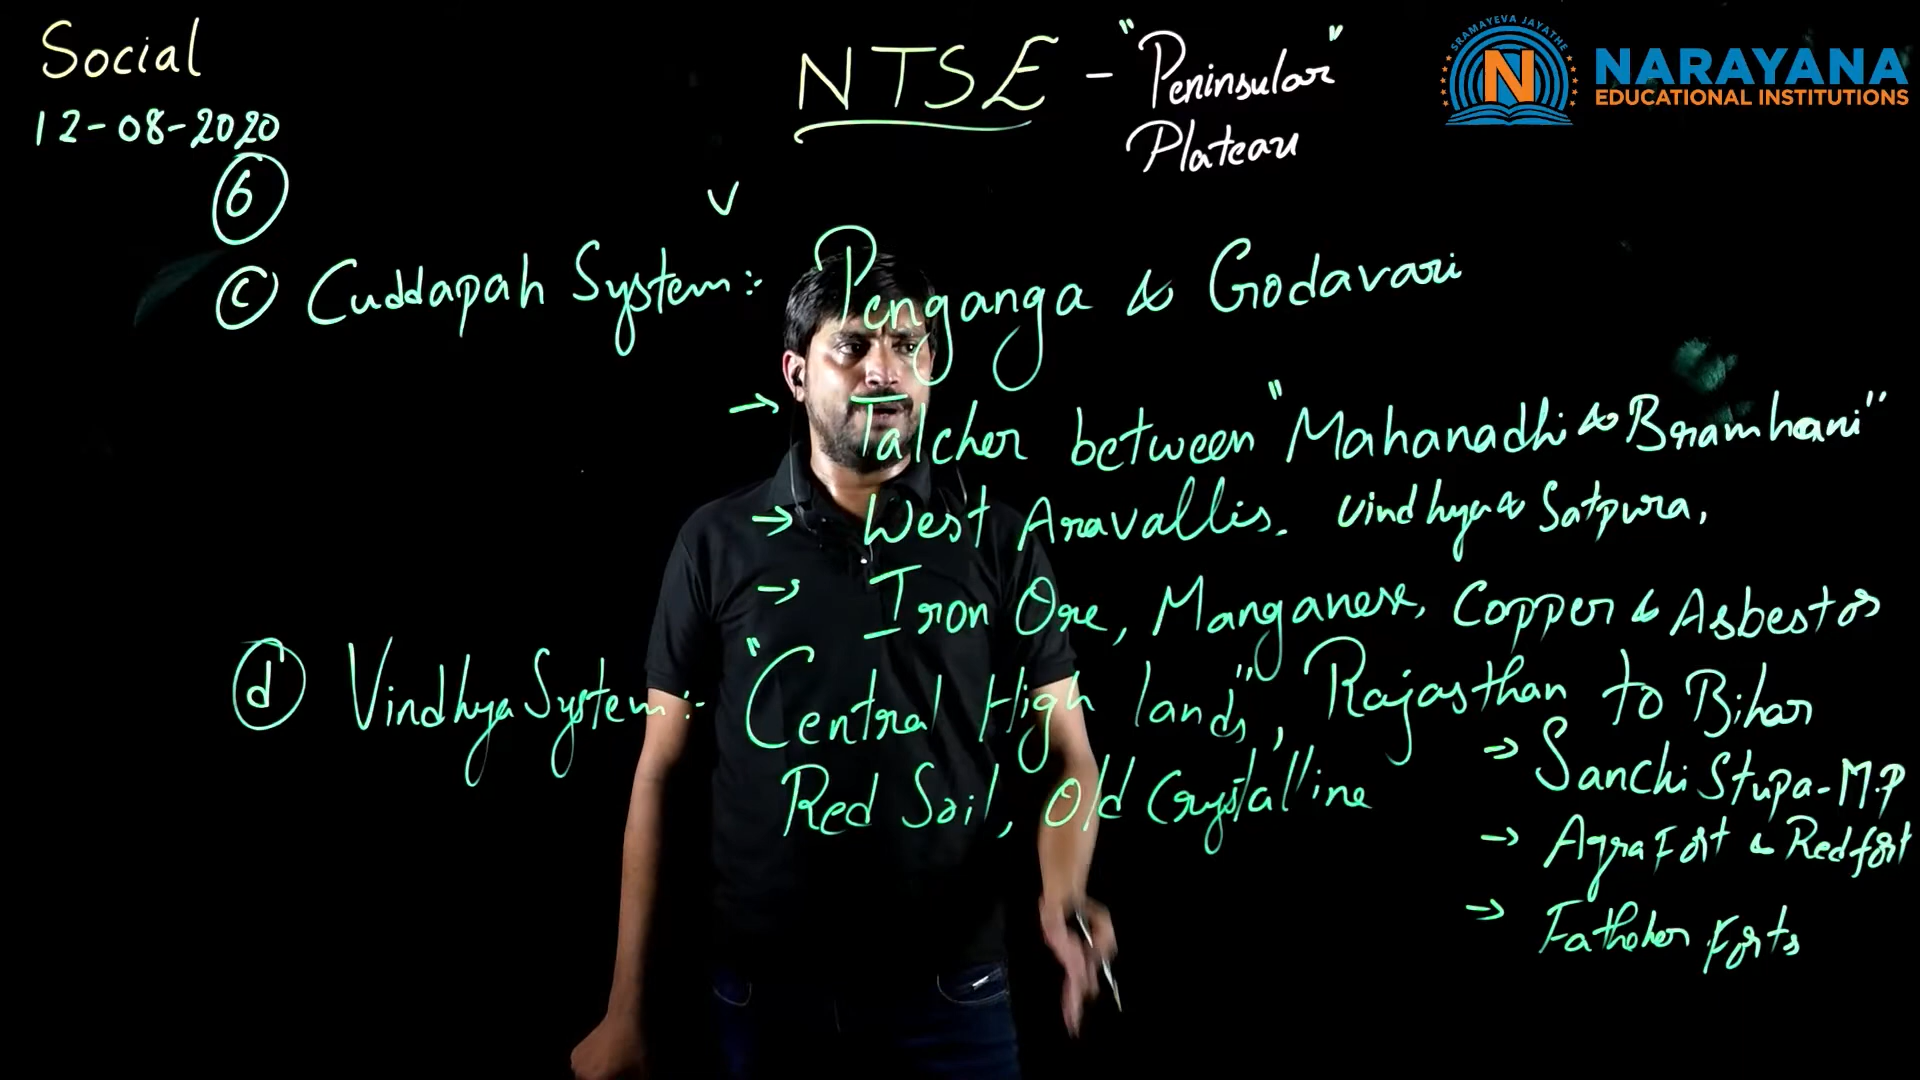 Social
12-08-2020
NTSE - "Peninsular"
Plateau
SRAMAYEVA JAYATHE
N
NARAYANA
EDUCATIONAL INSTITUTIONS
6
V
c Cuddapah System:- Penganga & Godavari
→ Talcher between "Mahanadhi & Bramhani"
→ West Aravallis. Vindhya & Satpura,
→ Iron Ore, Manganese, Copper & Asbestos
d Vindhya System:- "Central High lands", Rajasthan to Bihar
Red Soil, Old Crystalline
→ Sanchi Stupa - M.P
→ Agra Fort & Redfort
→ Forts